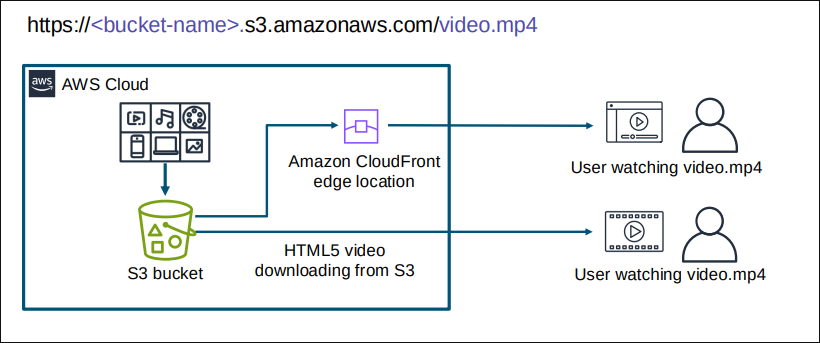 https://<bucket-name>.s3.amazonaws.com/video.mp4
aws
AWS Cloud
Amazon CloudFront
edge location
User watching video.mp4
S3 bucket
HTML5 video
downloading from S3
User watching video.mp4